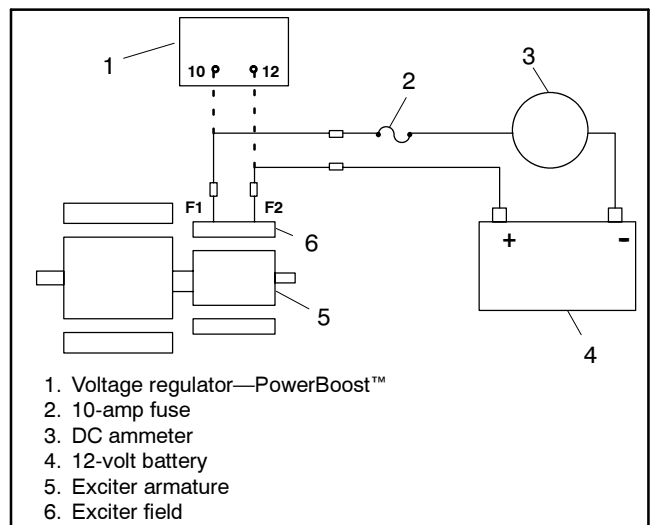 1
10 12
2
3
F1 F2
6
5
+ -
4
1. Voltage regulator—PowerBoost™
2. 10-amp fuse
3. DC ammeter
4. 12-volt battery
5. Exciter armature
6. Exciter field